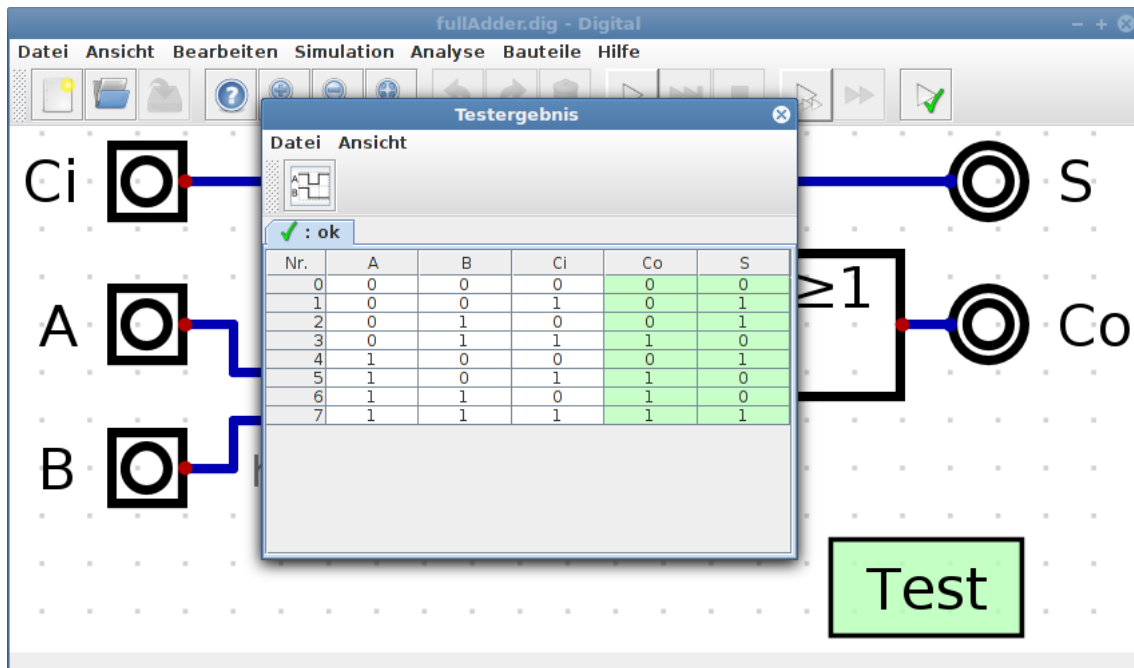 fullAdder.dig - Digital
Datei Ansicht Bearbeiten Simulation Analyse Bauteile Hilfe
Testergebnis
Datei Ansicht
A
B
: ok
Nr. A B Ci Co S
0 0 0 0 0 0
1 0 0 1 0 1
2 0 1 0 0 1
3 0 1 1 1 0
4 1 0 0 0 1
5 1 0 1 1 0
6 1 1 0 1 0
7 1 1 1 1 1
Ci
S
≥1
A
Co
B
Test